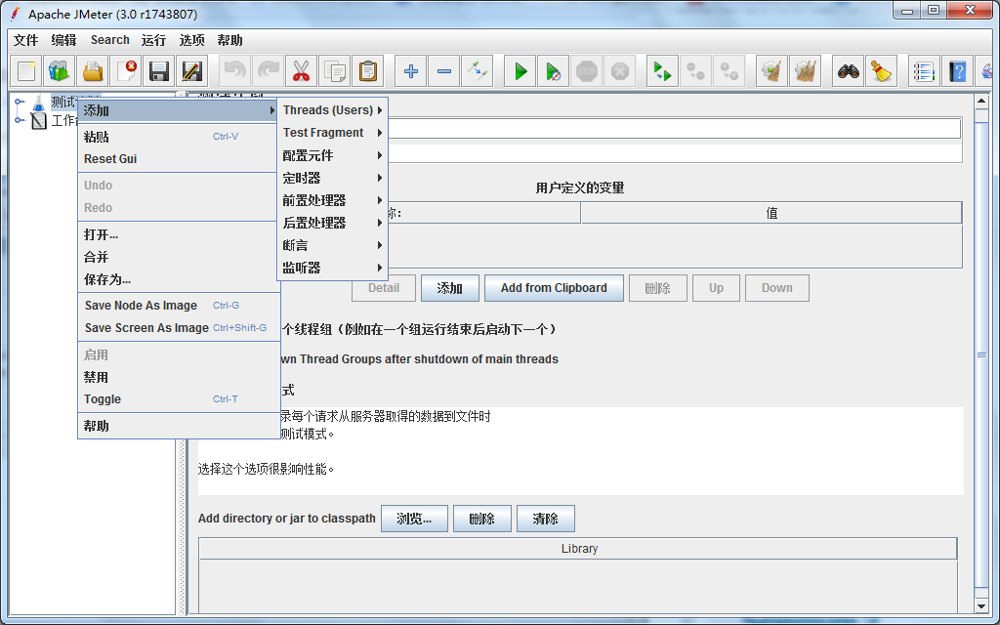 Apache JMeter (3.0 r1743807)
文件 编辑 Search 运行 选项 帮助
STOP
测试
工作
添加
粘贴 Ctrl-V
Reset Gui
Undo
Redo
打开...
合并
保存为...
Save Node As Image Ctrl-G
Save Screen As Image Ctrl+Shift-G
启用
禁用
Toggle Ctrl-T
帮助
Threads (Users)
Test Fragment
配置元件
定时器
前置处理器
后置处理器
断言
监听器
用户定义的变量
称: 值
Detail 添加 Add from Clipboard 删除 Up Down
个线程组（例如在一个组运行结束后启动下一个）
wn Thread Groups after shutdown of main threads
式
录每个请求从服务器取得的数据到文件时
测试模式。
选择这个选项很影响性能。
Add directory or jar to classpath 浏览... 删除 清除
Library